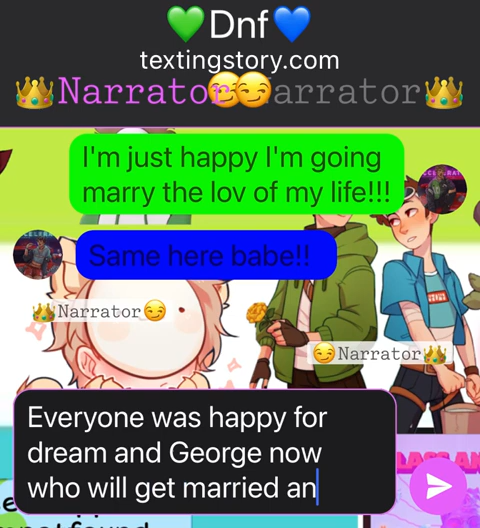 💚Dnf💙
textingstory.com
👑Narrator😏😏arrator👑
I'm just happy I'm going
marry the lov of my life!!!
Same here babe!!
👑Narrator😏
😏Narrator👑
Everyone was happy for
dream and George now
who will get married an